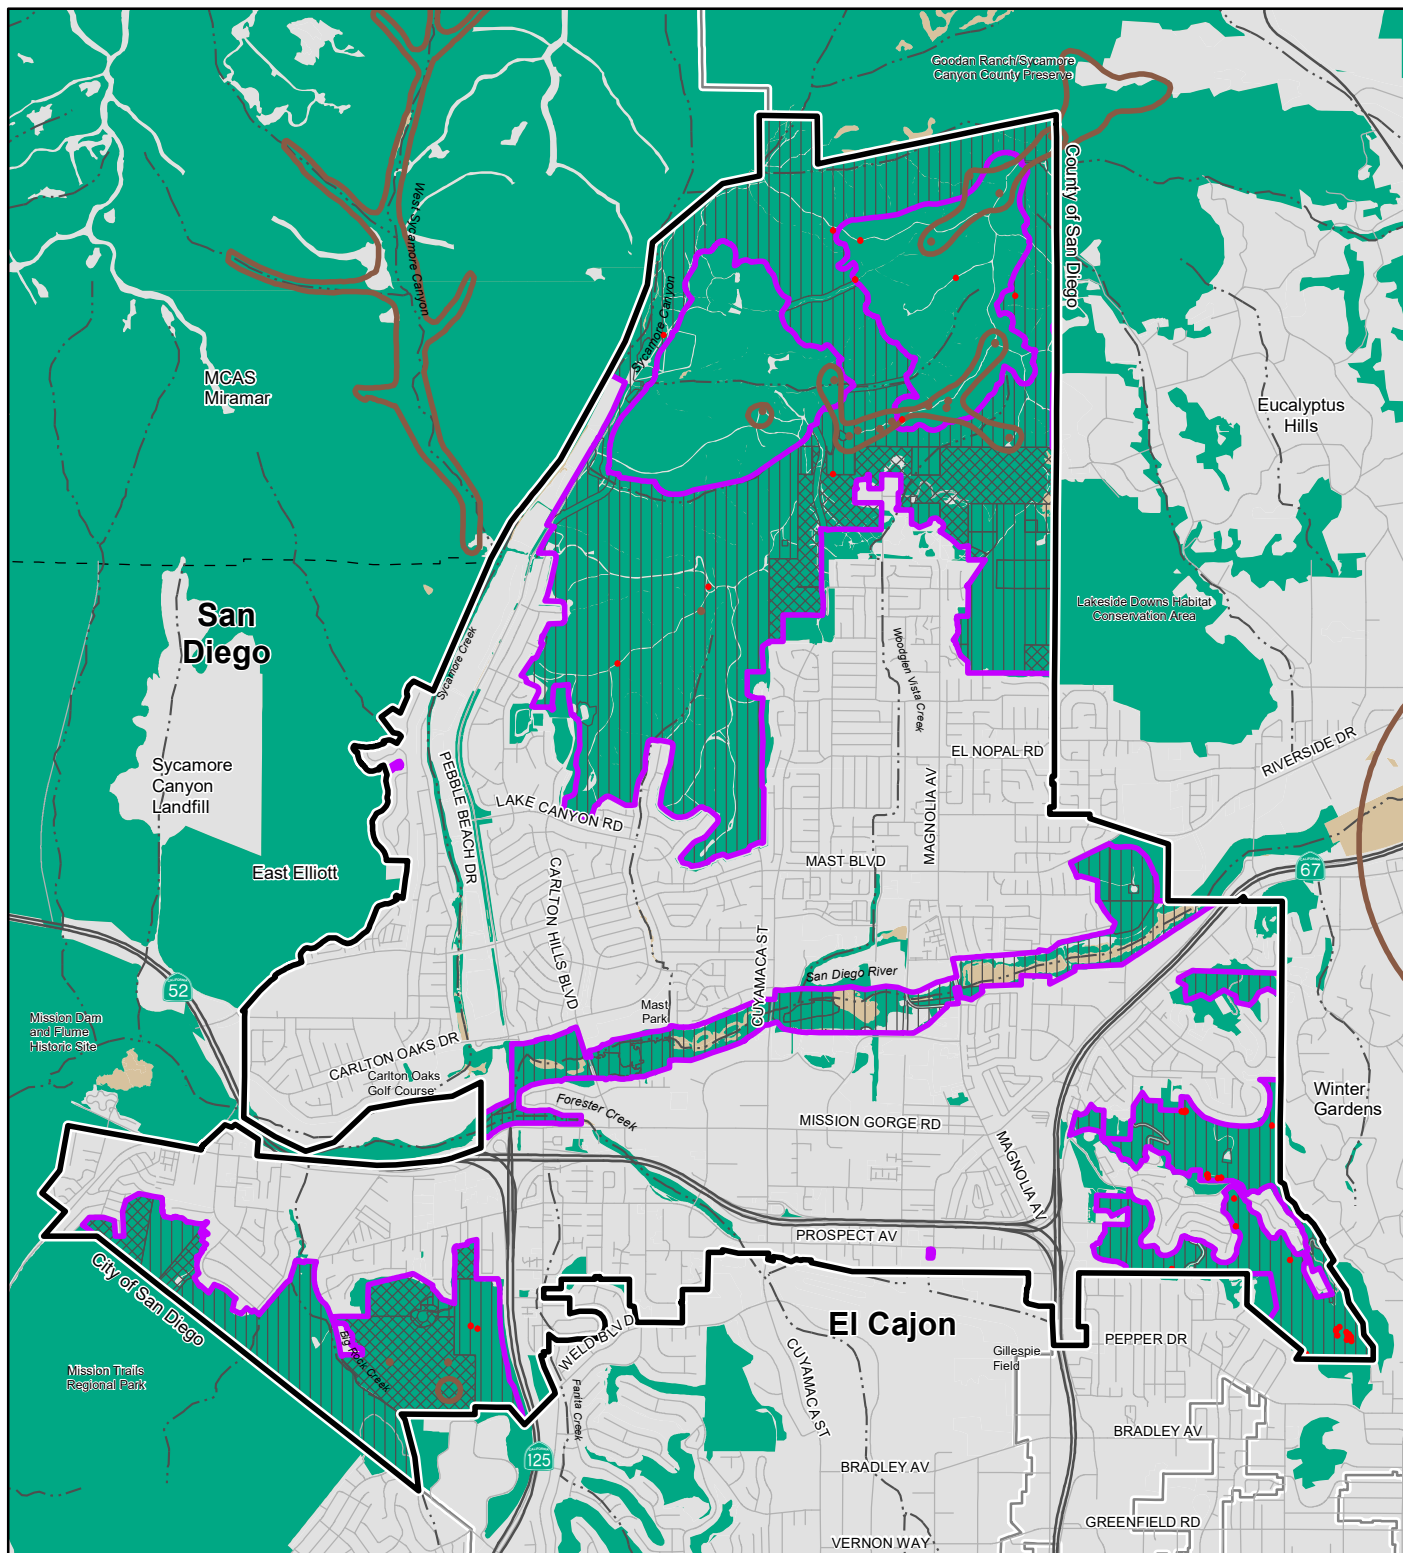 Goodan Ranch/Sycamore
Canyon County Preserve
County of San Diego
West Sycamore Canyon
Sycamore Canyon
MCAS
Miramar
Eucalyptus
Hills
San
Diego
Lakeside Downs Habitat
Conservation Area
Sycamore Creek
Woodglen Vista Creek
EL NOPAL RD
RIVERSIDE DR
Sycamore
Canyon
Landfill
PEBBLE BEACH DR
LAKE CANYON RD
MAGNOLIA AV
MAST BLVD
CALIFORNIA
67
East Elliott
CARLTON HILLS BLVD
CUYAMACA ST
San Diego River
CALIFORNIA
52
Mast
Park
Mission Dam
and Flume
Historic Site
CARLTON OAKS DR
Carlton Oaks
Golf Course
Forester Creek
MISSION GORGE RD
MAGNOLIA AV
Winter
Gardens
PROSPECT AV
City of San Diego
El Cajon
WELD BLVD
Big Rock Creek
Mission Trails
Regional Park
CUYAMACA ST
Gillespie
Field
PEPPER DR
Fanita Creek
CALIFORNIA
125
BRADLEY AV
BRADLEY AV
GREENFIELD RD
VERNON WAY